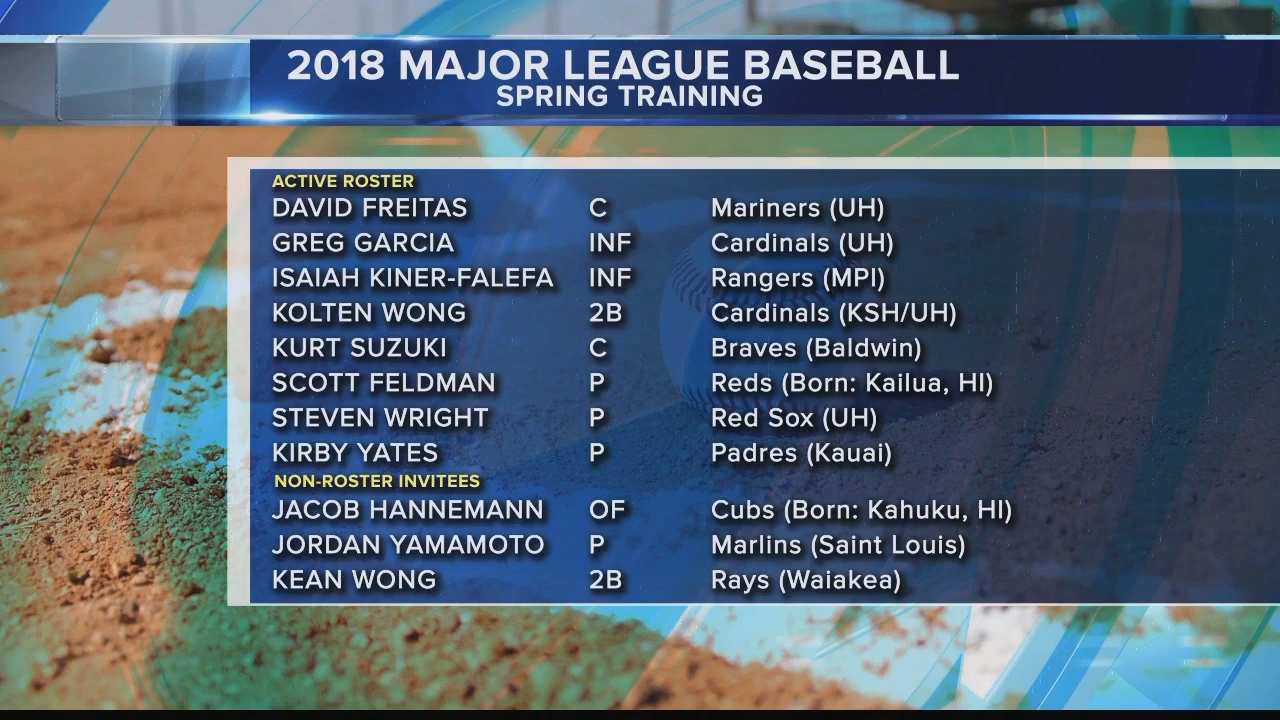 2018 MAJOR LEAGUE BASEBALL
SPRING TRAINING
ACTIVE ROSTER
DAVID FREITAS C Mariners (UH)
GREG GARCIA INF Cardinals (UH)
ISAIAH KINER-FALEFA INF Rangers (MPI)
KOLTEN WONG 2B Cardinals (KSH/UH)
KURT SUZUKI C Braves (Baldwin)
SCOTT FELDMAN P Reds (Born: Kailua, HI)
STEVEN WRIGHT P Red Sox (UH)
KIRBY YATES P Padres (Kauai)
NON-ROSTER INVITEES
JACOB HANNEMANN OF Cubs (Born: Kahuku, HI)
JORDAN YAMAMOTO P Marlins (Saint Louis)
KEAN WONG 2B Rays (Waiakea)